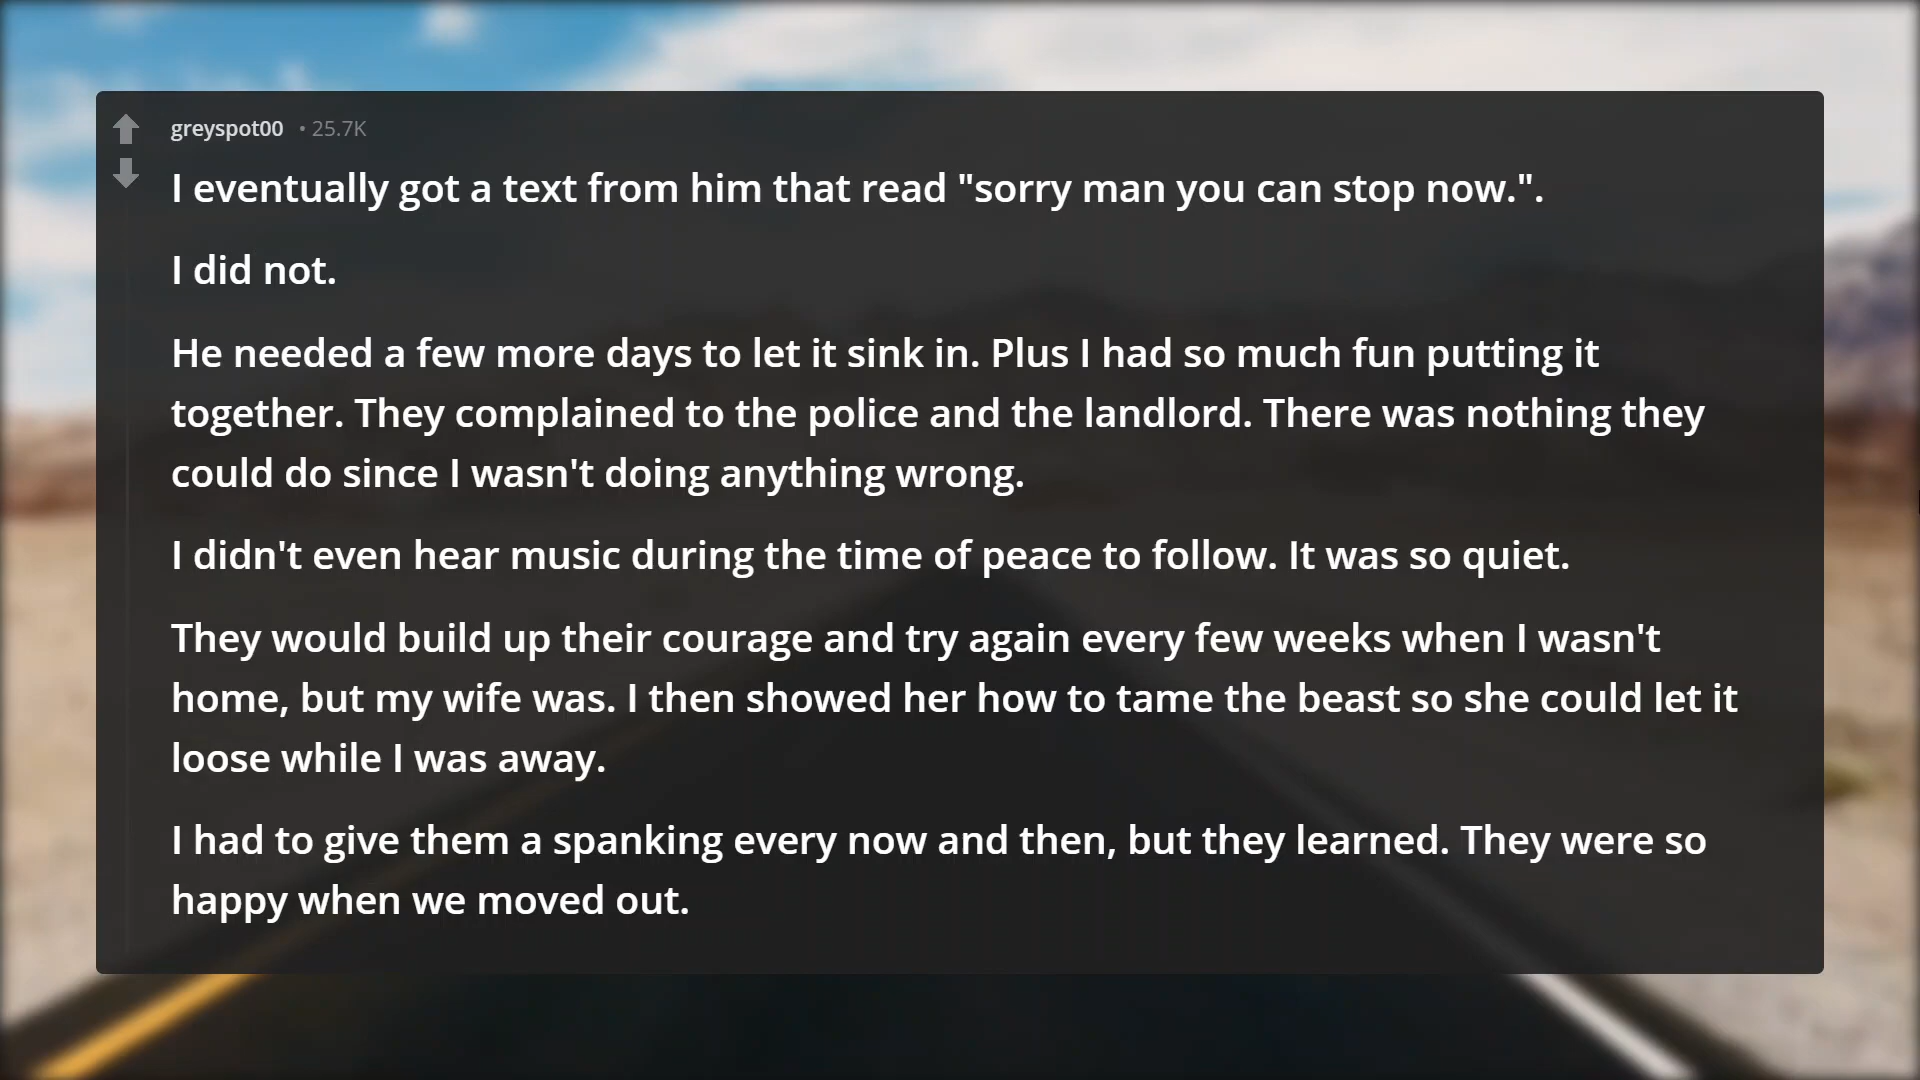 greyspot00 • 25.7K
I eventually got a text from him that read "sorry man you can stop now.".
I did not.
He needed a few more days to let it sink in. Plus I had so much fun putting it
together. They complained to the police and the landlord. There was nothing they
could do since I wasn't doing anything wrong.
I didn't even hear music during the time of peace to follow. It was so quiet.
They would build up their courage and try again every few weeks when I wasn't
home, but my wife was. I then showed her how to tame the beast so she could let it
loose while I was away.
I had to give them a spanking every now and then, but they learned. They were so
happy when we moved out.